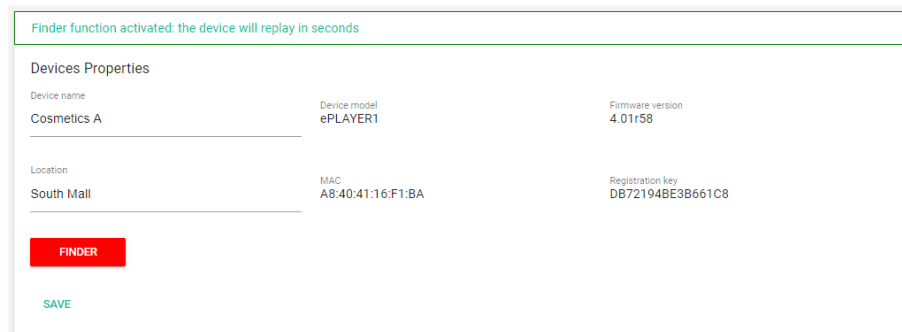 Finder function activated: the device will replay in seconds
Devices Properties
Device name
Cosmetics A
Device model
ePLAYER1
Firmware version
4.01r58
Location
South Mall
MAC
A8:40:41:16:F1:BA
Registration key
DB72194BE3B661C8
FINDER
SAVE